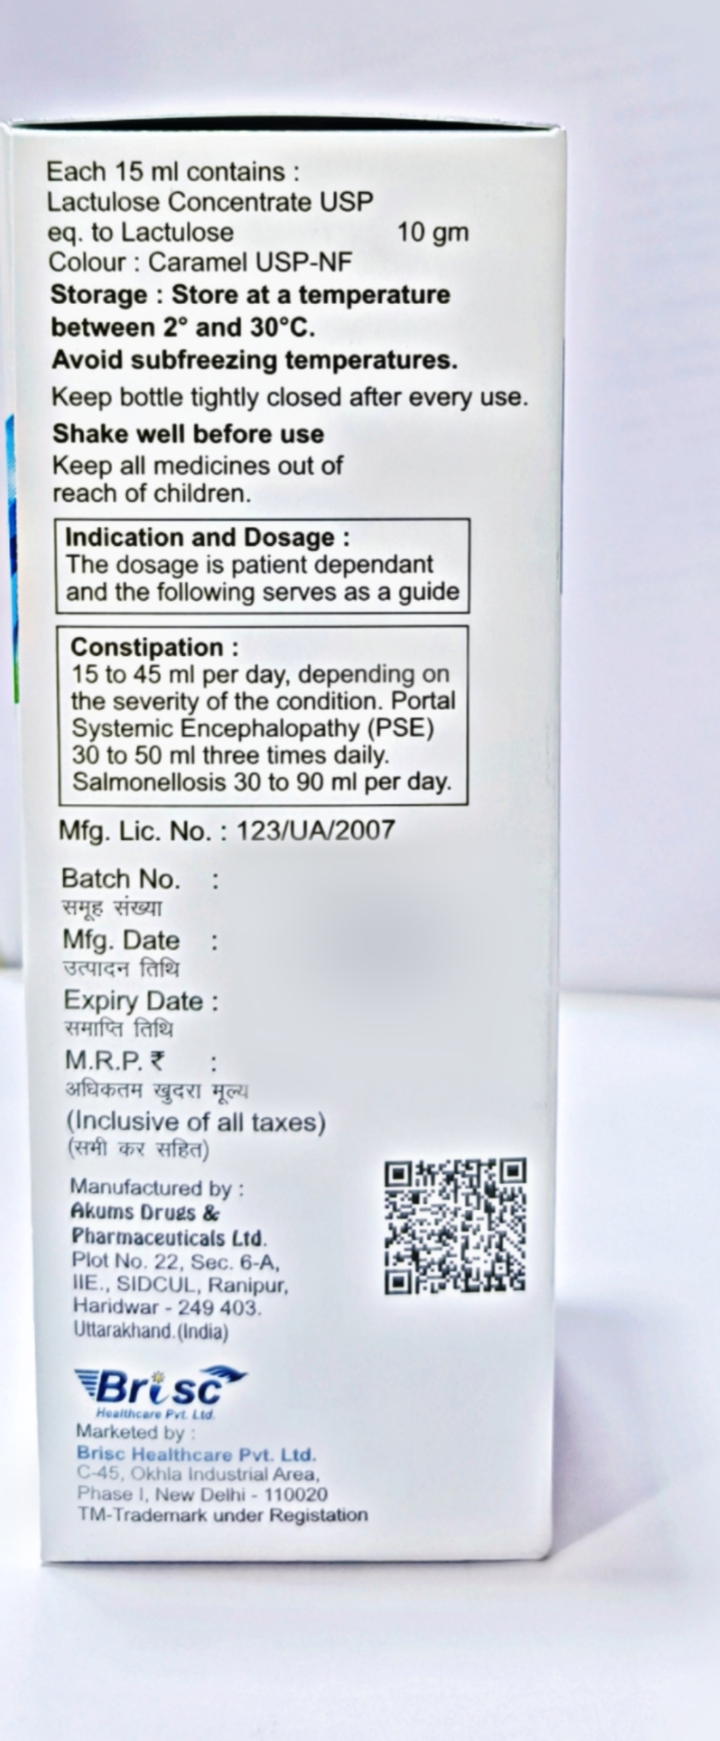 Each 15 ml contains :
Lactulose Concentrate USP
eq. to Lactulose 10 gm
Colour : Caramel USP-NF
Storage : Store at a temperature
between 2° and 30°C.
Avoid subfreezing temperatures.
Keep bottle tightly closed after every use.
Shake well before use
Keep all medicines out of
reach of children.
Indication and Dosage :
The dosage is patient dependant
and the following serves as a guide
Constipation :
15 to 45 ml per day, depending on
the severity of the condition. Portal
Systemic Encephalopathy (PSE)
30 to 50 ml three times daily.
Salmonellosis 30 to 90 ml per day.
Mfg. Lic. No. : 123/UA/2007
Batch No. :
समूह संख्या
Mfg. Date :
उत्पादन तिथि
Expiry Date :
समाप्ति तिथि
M.R.P. ₹ :
अधिकतम खुदरा मूल्य
(Inclusive of all taxes)
(सभी कर सहित)
Manufactured by :
Akums Drugs &
Pharmaceuticals Ltd.
Plot No. 22, Sec. 6-A,
IIE., SIDCUL, Ranipur,
Haridwar - 249 403.
Uttarakhand.(India)
Brisc
Healthcare Pvt. Ltd.
Marketed by :
Brisc Healthcare Pvt. Ltd.
C-45, Okhla Industrial Area,
Phase I, New Delhi - 110020
TM-Trademark under Registation